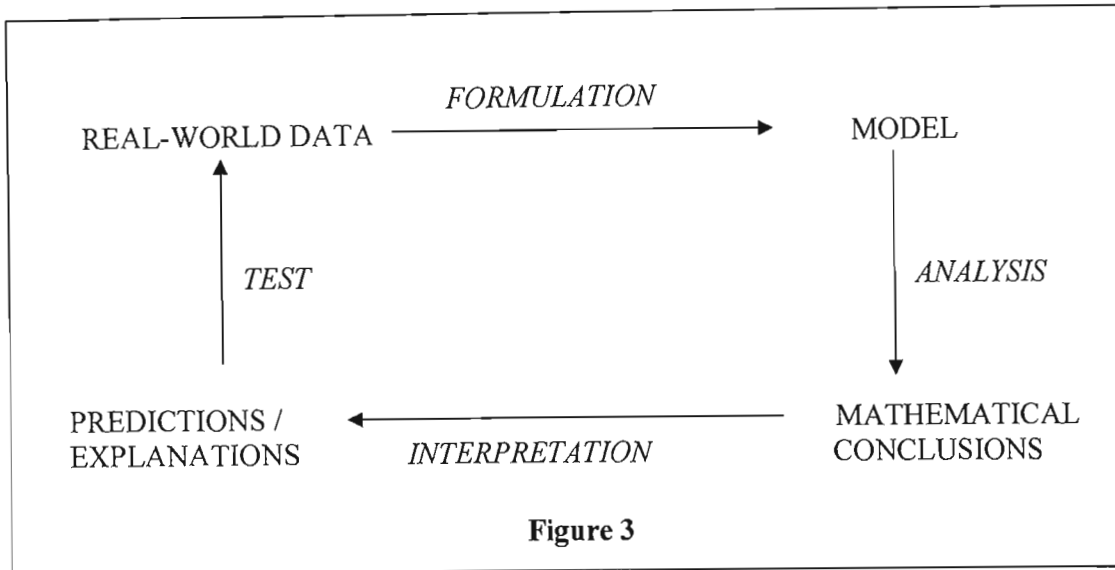 FORMULATION
REAL-WORLD DATA
MODEL
TEST
ANALYSIS
PREDICTIONS /
EXPLANATIONS
INTERPRETATION
MATHEMATICAL
CONCLUSIONS
Figure 3